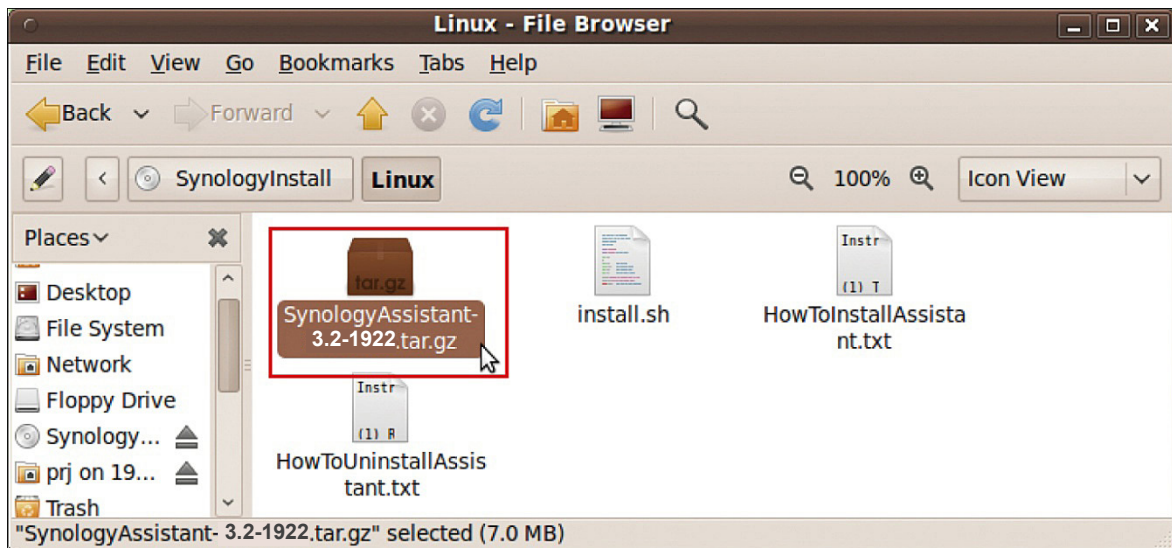 Linux - File Browser
File Edit View Go Bookmarks Tabs Help
Back Forward
SynologyInstall Linux 100% Icon View
Places
Desktop
File System
Network
Floppy Drive
Synology...
prj on 19...
Trash
tar.gz
SynologyAssistant-
3.2-1922.tar.gz
install.sh
Instr
(1) T
HowToInstallAssista
nt.txt
Instr
(1) R
HowToUninstallAssis
tant.txt
"SynologyAssistant- 3.2-1922.tar.gz" selected (7.0 MB)